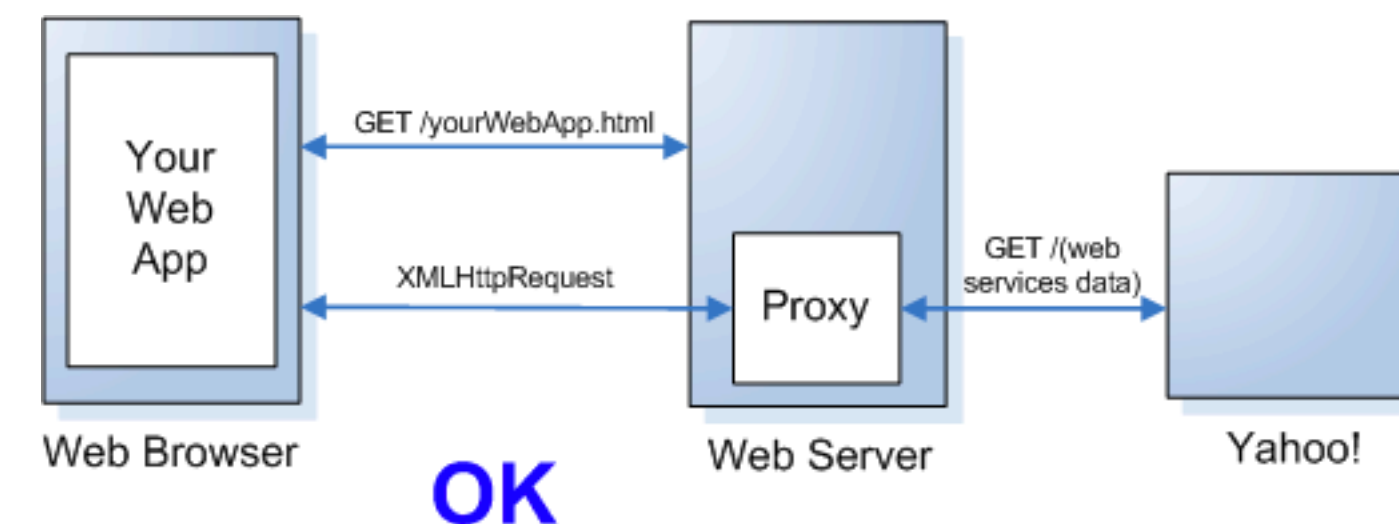 Your
Web
App
GET /yourWebApp.html
XMLHttpRequest
Proxy
GET /(web
services data)
Web Browser
Web Server
Yahoo!
OK